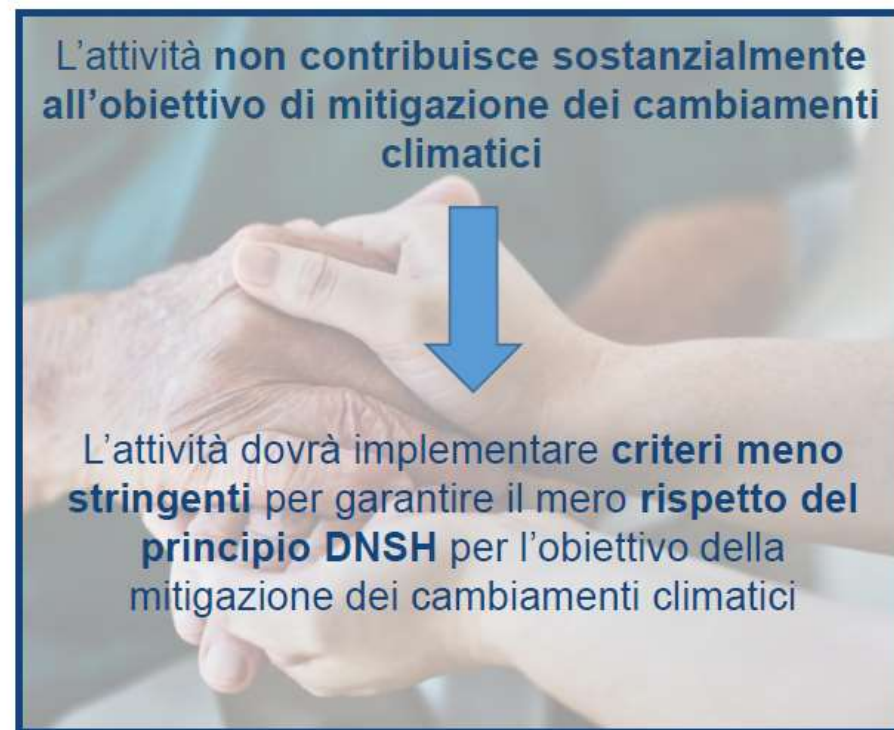 L'attività non contribuisce sostanzialmente
all'obiettivo di mitigazione dei cambiamenti
climatici
L'attività dovrà implementare criteri meno
stringenti per garantire il mero rispetto del
principio DNSH per l'obiettivo della
mitigazione dei cambiamenti climatici